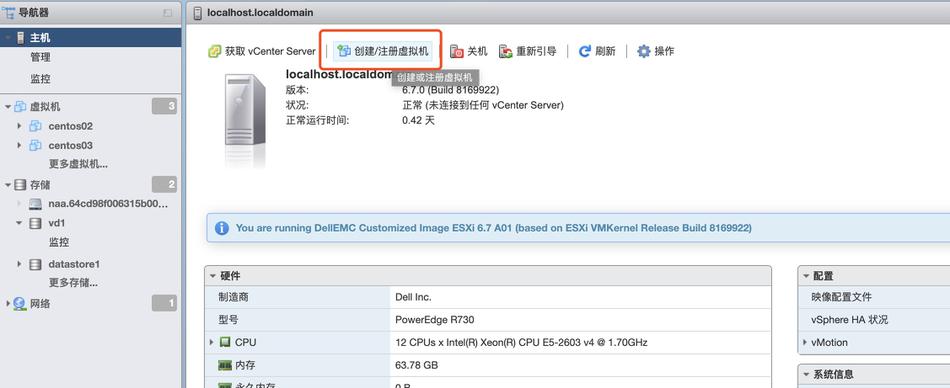 导航器
主机
管理
监控
虚拟机 3
centos02
centos03
更多虚拟机...
存储 2
naa.64cd98f006315b00...
vd1
监控
datastore1
更多存储...
网络 1
localhost.localdomain
获取 vCenter Server 创建/注册虚拟机 关机 重新引导 刷新 操作
创建或注册虚拟机
localhost.localdom
版本: 6.7.0 (Build 8169922)
状况: 正常 (未连接到任何 vCenter Server)
正常运行时间: 0.42 天
You are running DellEMC Customized Image ESXi 6.7 A01 (based on ESXi VMKernel Release Build 8169922)
硬件
制造商 Dell Inc.
型号 PowerEdge R730
CPU 12 CPUs x Intel(R) Xeon(R) CPU E5-2603 v4 @ 1.70GHz
内存 63.78 GB
永久内存 0 B
配置
映像配置文件
vSphere HA 状况
vMotion
系统信息